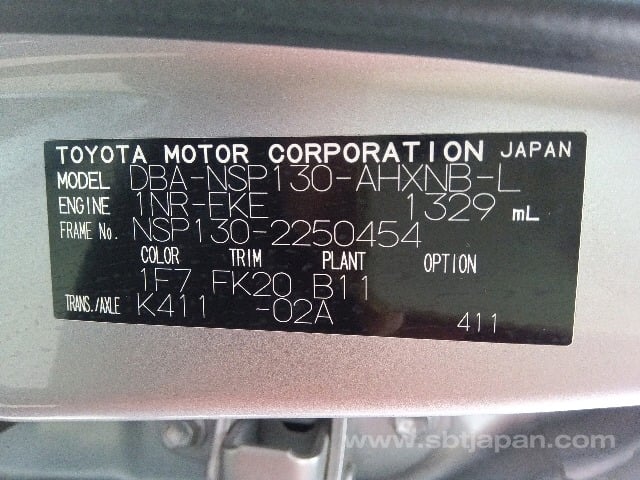 TOYOTA MOTOR CORPORATION JAPAN
MODEL DBA-NSP130-AHXNB-L
ENGINE 1NR-EKE 1329 mL
FRAME No. NSP130-2250454
COLOR TRIM PLANT OPTION
1F7 FK20 B11
TRANS./AXLE K411 -02A 411
www.sbtjapan.com